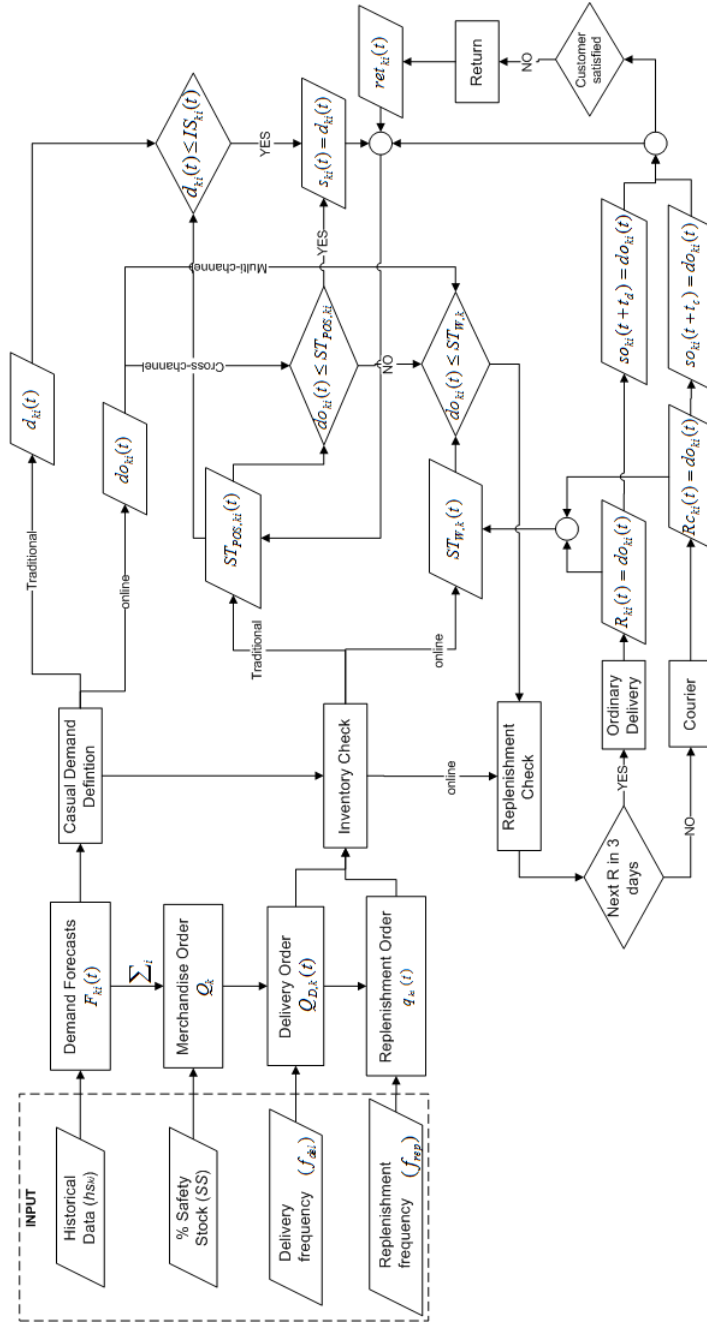 INPUT
Historical
Data (hs_ki)
% Safety
Stock (SS)
Delivery
frequency (f_del)
Replenishment
frequency (f_rep)
Demand Forecasts
F_ki(t)
∑_i
Merchandise Order
Q_k
Delivery Order
Q_D,k(t)
Replenishment Order
Casual Demand
Defintion
Inventory Check
online
Replenishment
Check
Next R in 3
days
YES
NO
Ordinary
Delivery
Courier
Traditional
online
d_ki(t)
do_ki(t)
Traditional
online
ST_POS,ki(t)
ST_W,k(t)
R_ki(t) = do_ki(t)
Rc_ki(t) = do_ki(t)
Cross-channel
Multi-channel
d_ki(t) ≤ IS_ki(t)
YES
do_ki(t) ≤ ST_POS,ki
YES
NO
do_ki(t) ≤ ST_W,k
s_ki(t) = d_ki(t)
so_ki(t + t_d) = do_ki(t)
so_ki(t + t_c) = do_ki(t)
ret_ki(t)
Return
NO
Customer
satisfied